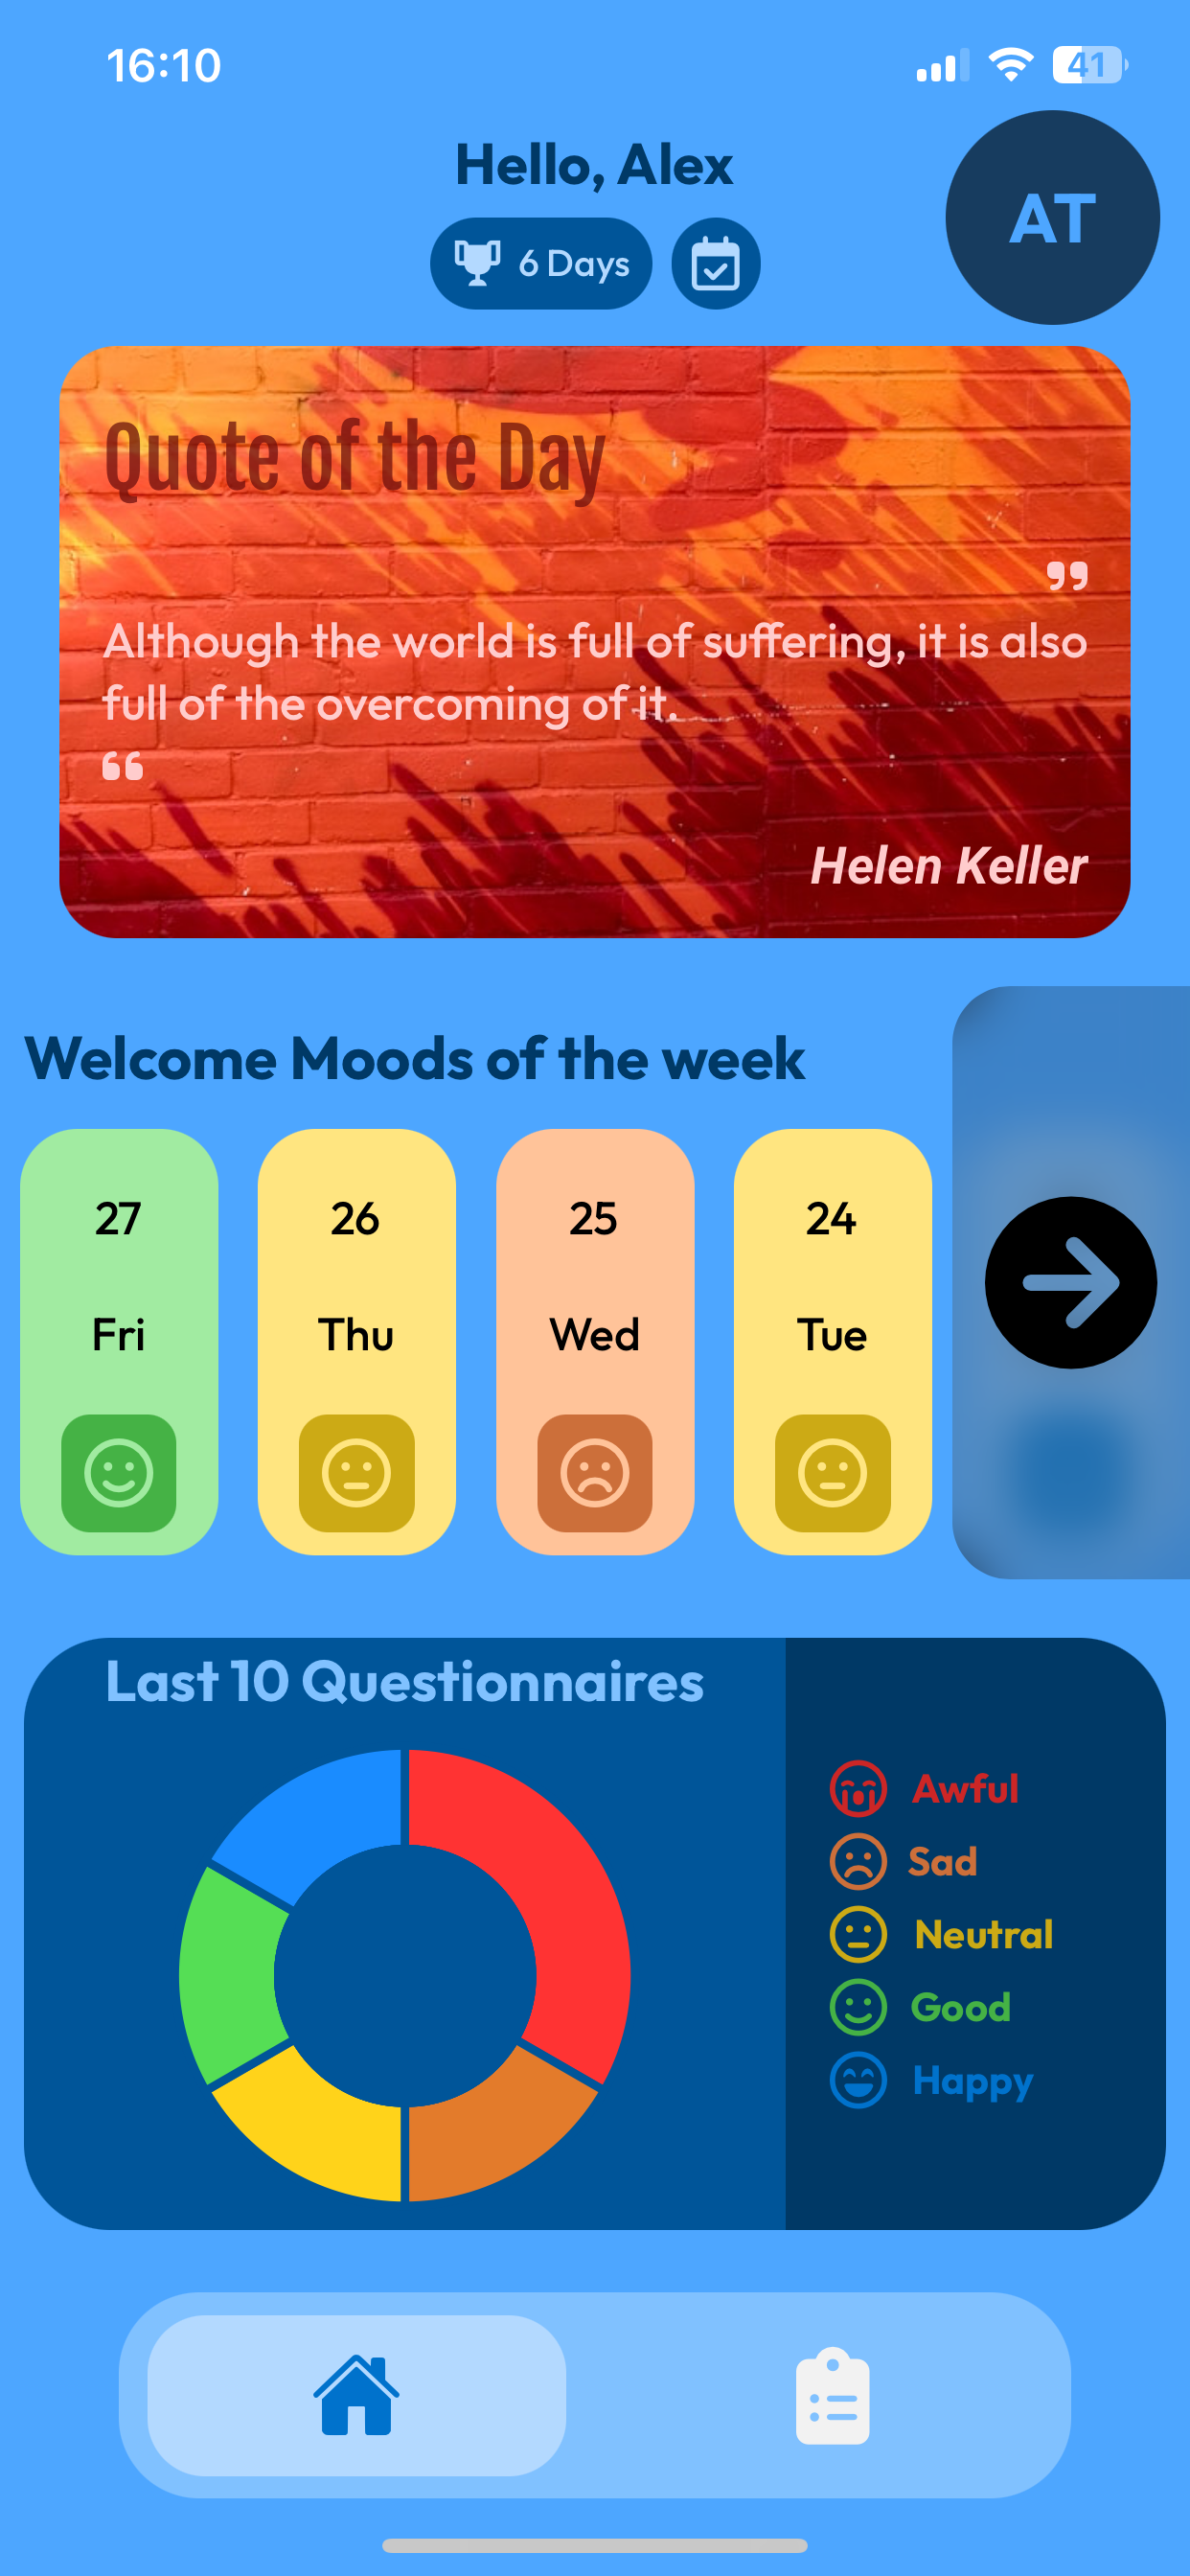 16:10
41
Hello, Alex
AT
6 Days
Quote of the Day
”
Although the world is full of suffering, it is also
full of the overcoming of it.
“
Helen Keller
Welcome Moods of the week
27 26 25 24
Fri Thu Wed Tue
Last 10 Questionnaires
Awful
Sad
Neutral
Good
Happy